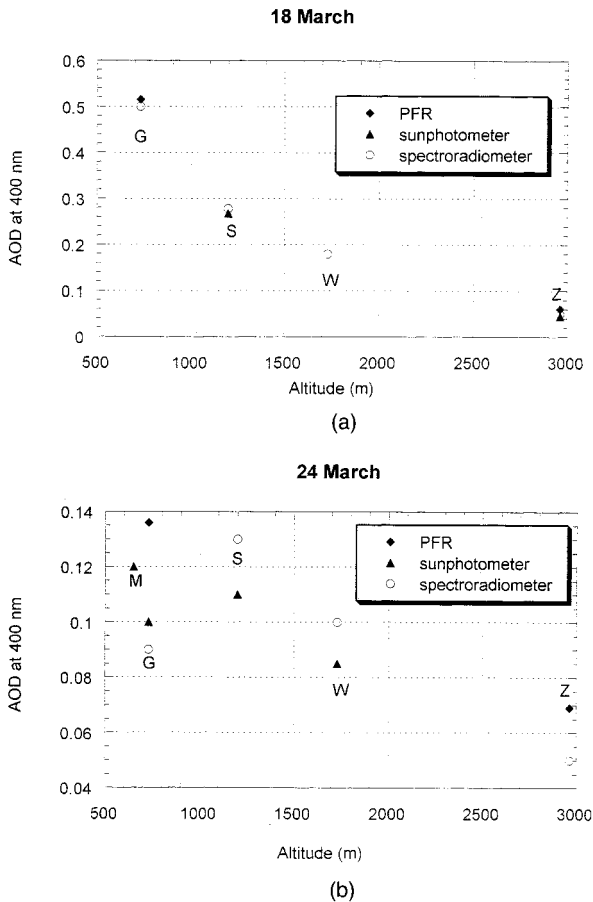 18 March
0.6
0.5
0.4
0.3
0.2
0.1
0
AOD at 400 nm
PFR
sunphotometer
spectroradiometer
G
S
W
Z
500 1000 1500 2000 2500 3000
Altitude (m)
(a)
24 March
0.14
0.12
0.1
0.08
0.06
0.04
AOD at 400 nm
PFR
sunphotometer
spectroradiometer
M
G
S
W
Z
500 1000 1500 2000 2500 3000
Altitude (m)
(b)